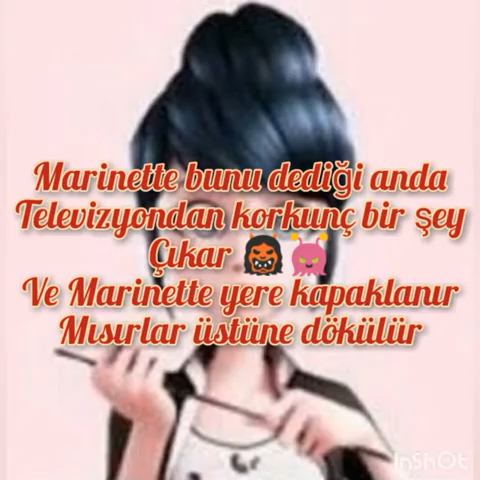 Marinette bunu dediği anda
Televizyondan korkunç bir şey
Çıkar 👹👾
Ve Marinette yere kapaklanır
Mısırlar üstüne dökülür
InShOt